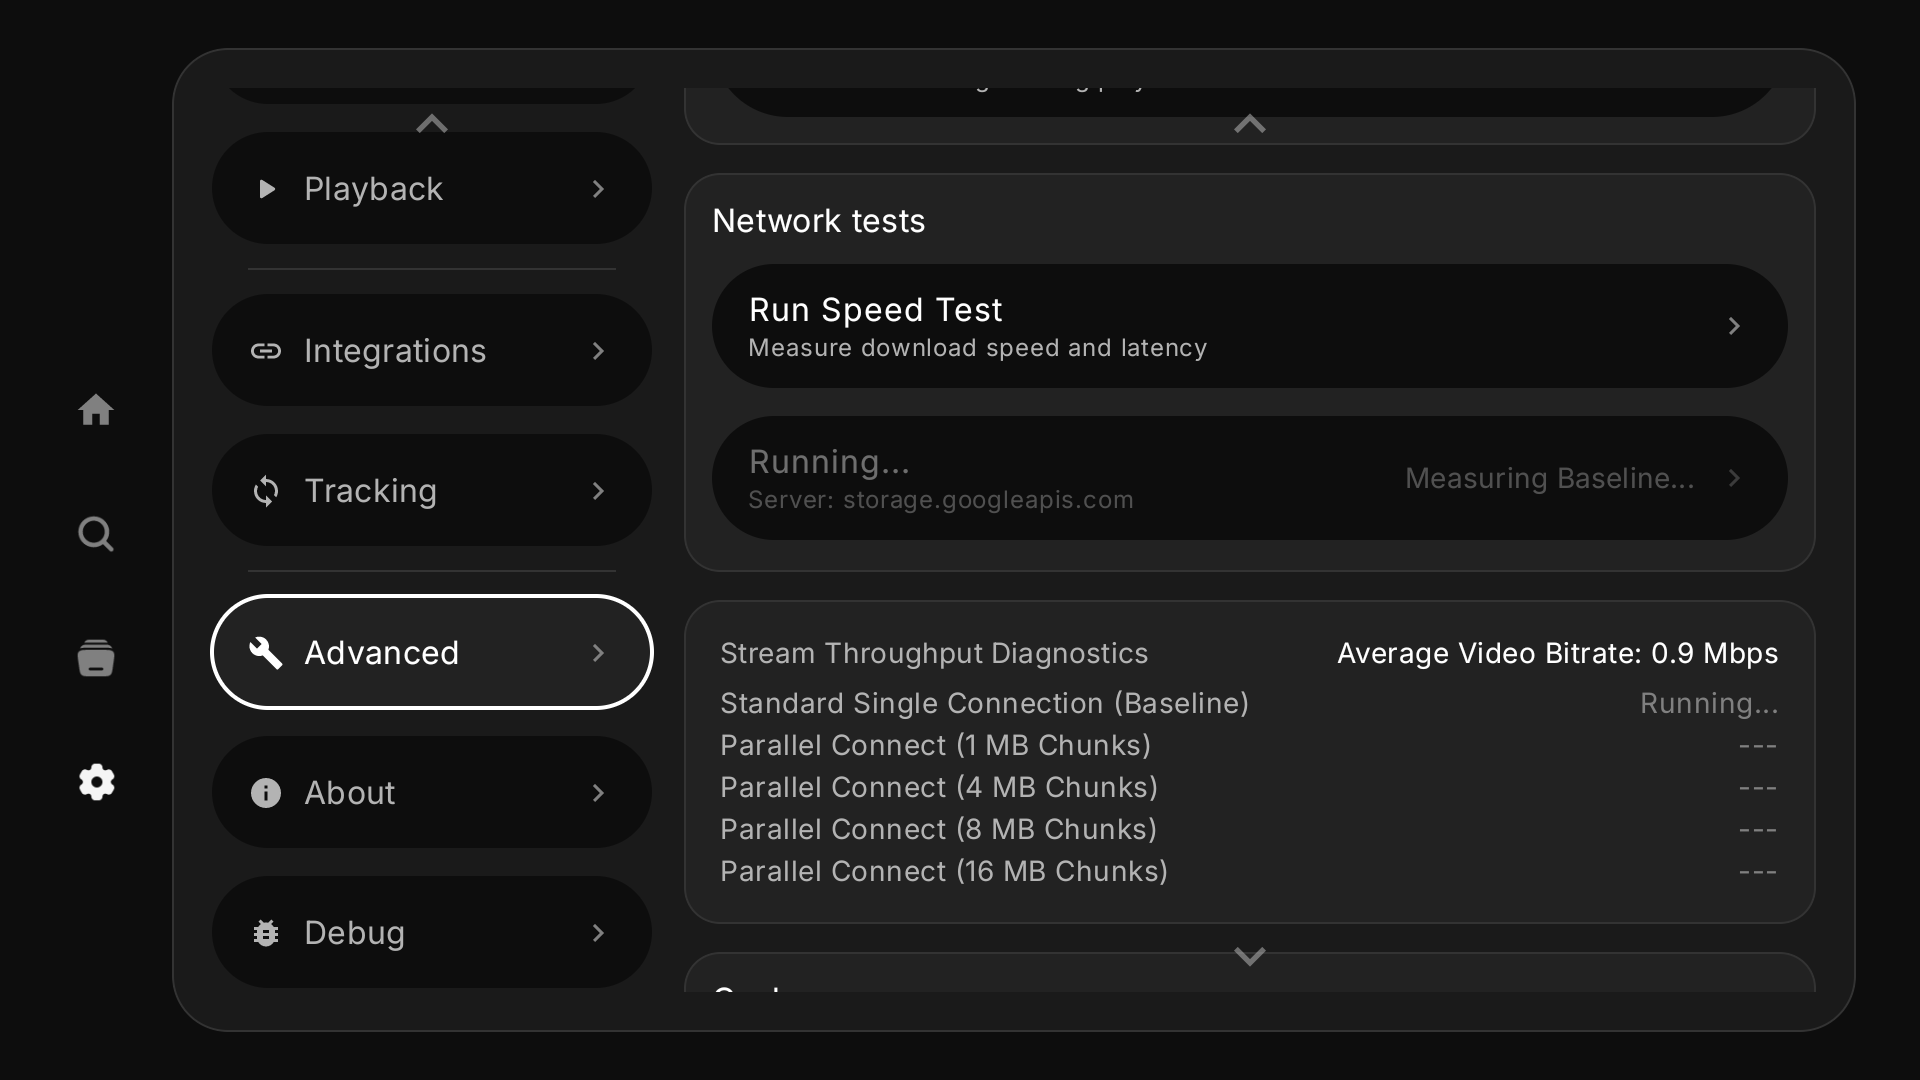 Playback
Integrations
Tracking
Advanced
About
Debug
Network tests
Run Speed Test
Measure download speed and latency
Running...
Server: storage.googleapis.com
Measuring Baseline...
Stream Throughput Diagnostics
Average Video Bitrate: 0.9 Mbps
Standard Single Connection (Baseline)
Running...
Parallel Connect (1 MB Chunks)
---
Parallel Connect (4 MB Chunks)
---
Parallel Connect (8 MB Chunks)
---
Parallel Connect (16 MB Chunks)
---